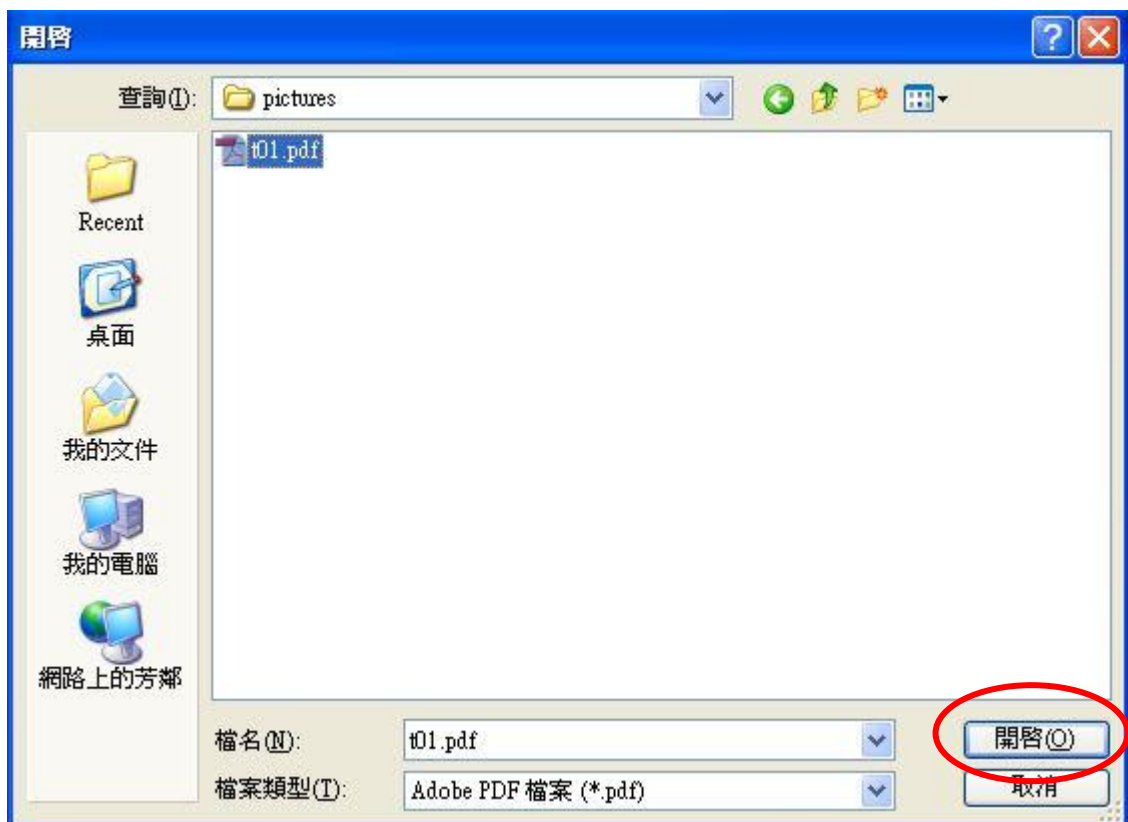 開啓
查詢(I):
pictures
t01.pdf
Recent
桌面
我的文件
我的電腦
網路上的芳鄰
檔名(N):
t01.pdf
開啓(O)
檔案類型(T):
Adobe PDF 檔案 (*.pdf)
取消